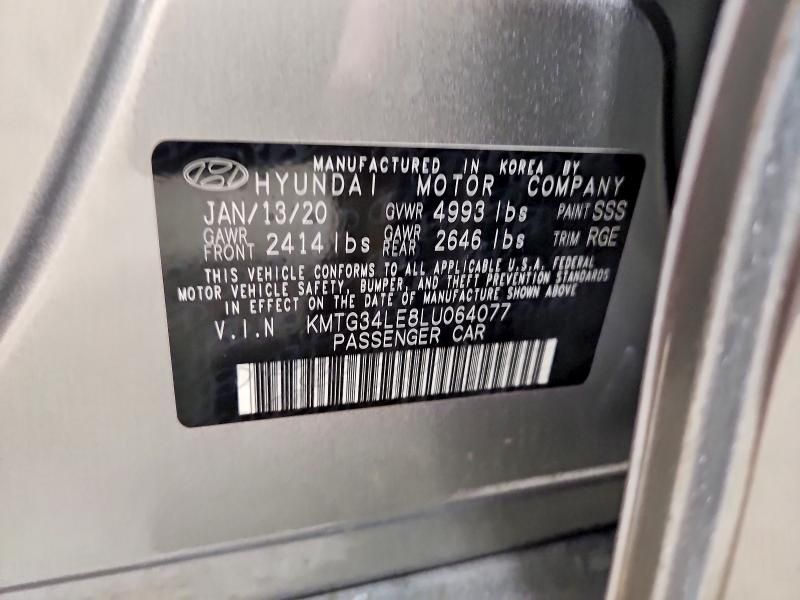 MANUFACTURED IN KOREA BY
HYUNDAI MOTOR COMPANY
JAN/13/20 GVWR 4993 lbs PAINT SSS
GAWR FRONT 2414 lbs GAWR REAR 2646 lbs TRIM RGE
THIS VEHICLE CONFORMS TO ALL APPLICABLE U.S.A. FEDERAL
MOTOR VEHICLE SAFETY, BUMPER, AND THEFT PREVENTION STANDARDS
IN EFFECT ON THE DATE OF MANUFACTURE SHOWN ABOVE
V.I.N KMTG34LE8LU064077
PASSENGER CAR